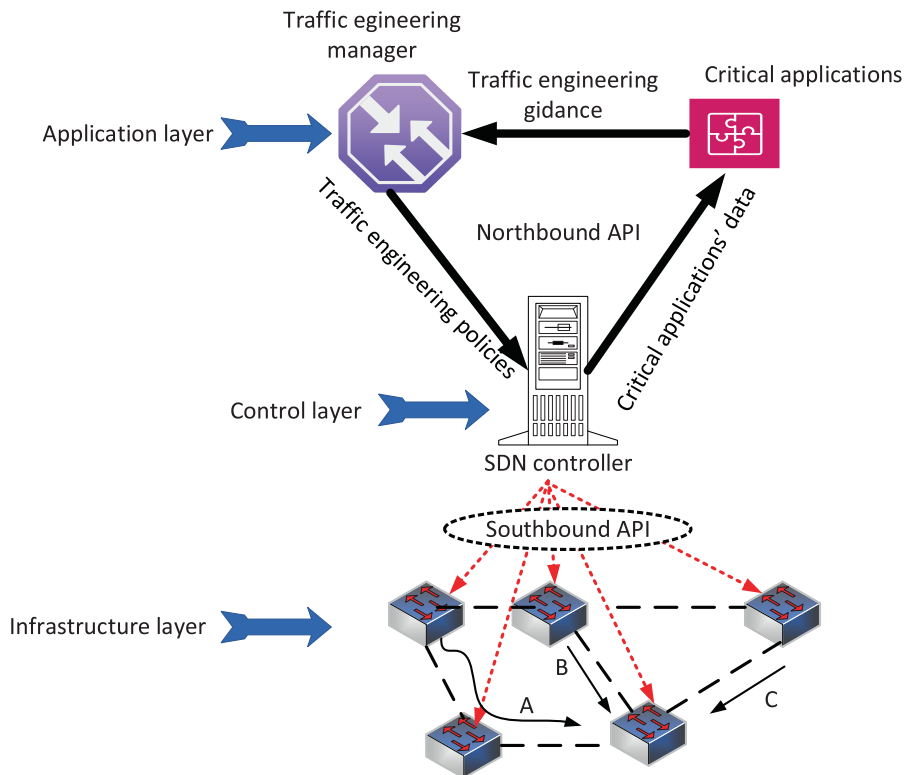 Traffic egineering
manager
Traffic engineering
gidance
Critical applications
Application layer
Traffic engineering policies
Northbound API
Critical applications’ data
Control layer
SDN controller
Southbound API
Infrastructure layer
A
B
C